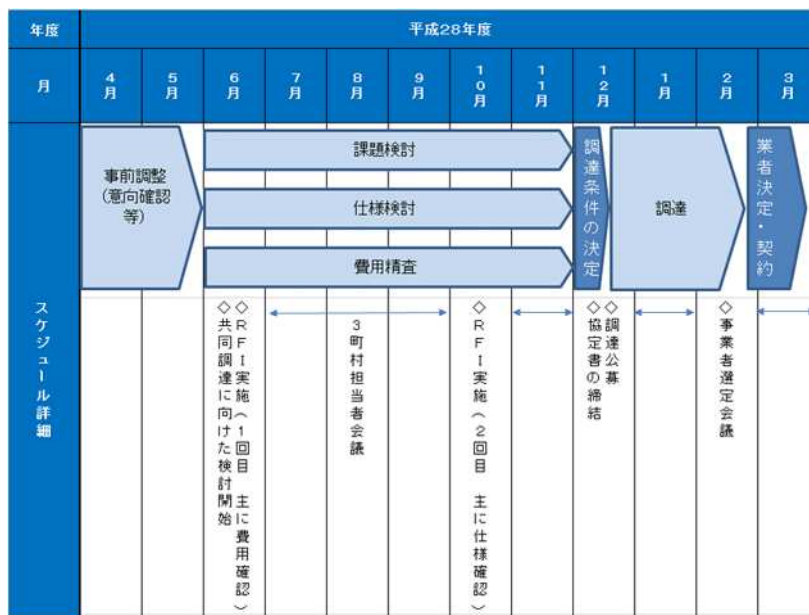 年度
平成28年度
月
4月
5月
6月
7月
8月
9月
10月
11月
12月
1月
2月
3月
スケジュール詳細
事前調整
(意向確認
等)
課題検討
仕様検討
費用精査
調達条件の決定
調達
業者決定・契約
◇RFI実施(1回目　主に費用確認)
◇共同調達に向けた検討開始
3町村担当者会議
◇RFI実施(2回目　主に仕様確認)
◇調達公募
◇協定書の締結
◇事業者選定会議